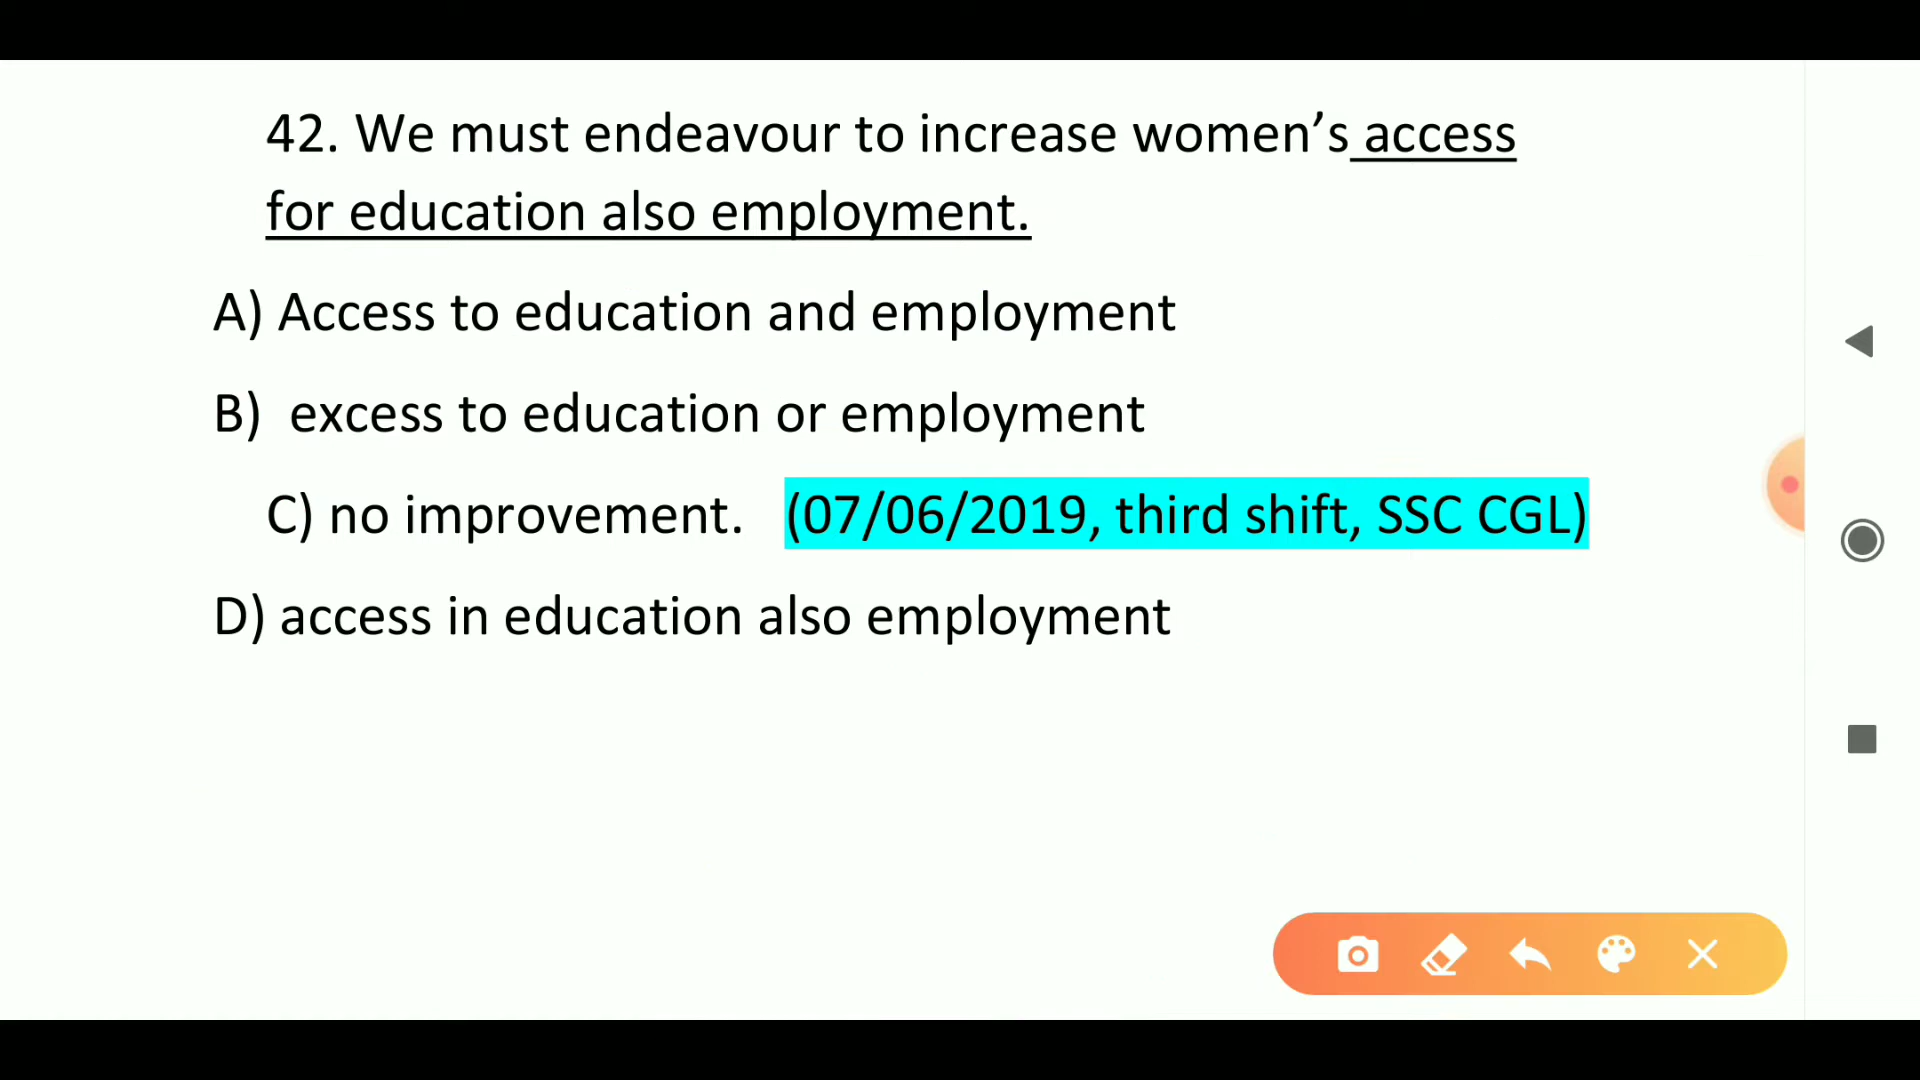 42. We must endeavour to increase women’s access
for education also employment.
A) Access to education and employment
B) excess to education or employment
C) no improvement. (07/06/2019, third shift, SSC CGL)
D) access in education also employment